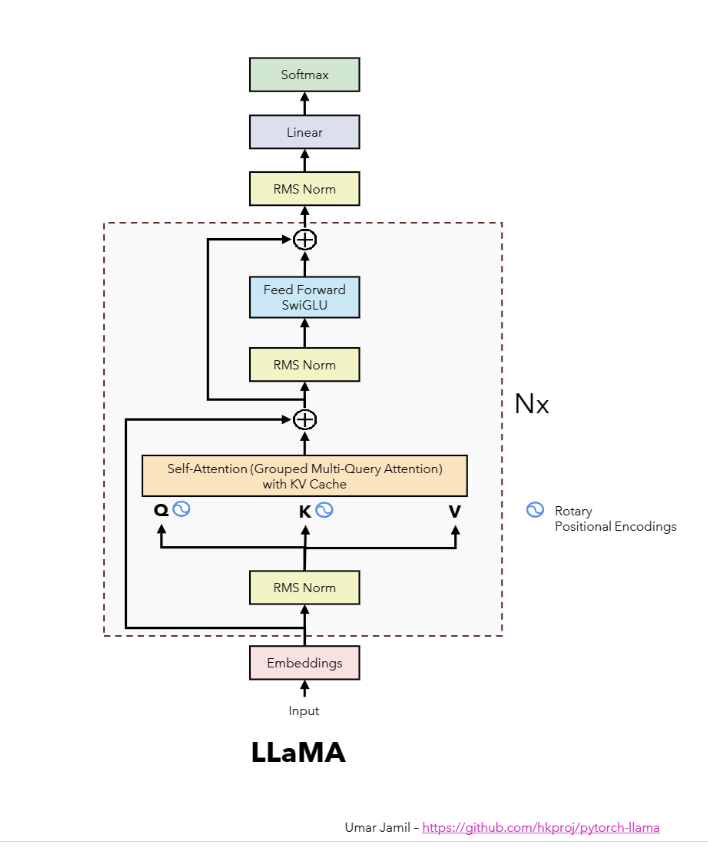 Softmax
Linear
RMS Norm
Feed Forward
SwiGLU
RMS Norm
Nx
Self-Attention (Grouped Multi-Query Attention)
with KV Cache
Q K V
Rotary
Positional Encodings
RMS Norm
Embeddings
Input
LLaMA
Umar Jamil – https://github.com/hkproj/pytorch-llama